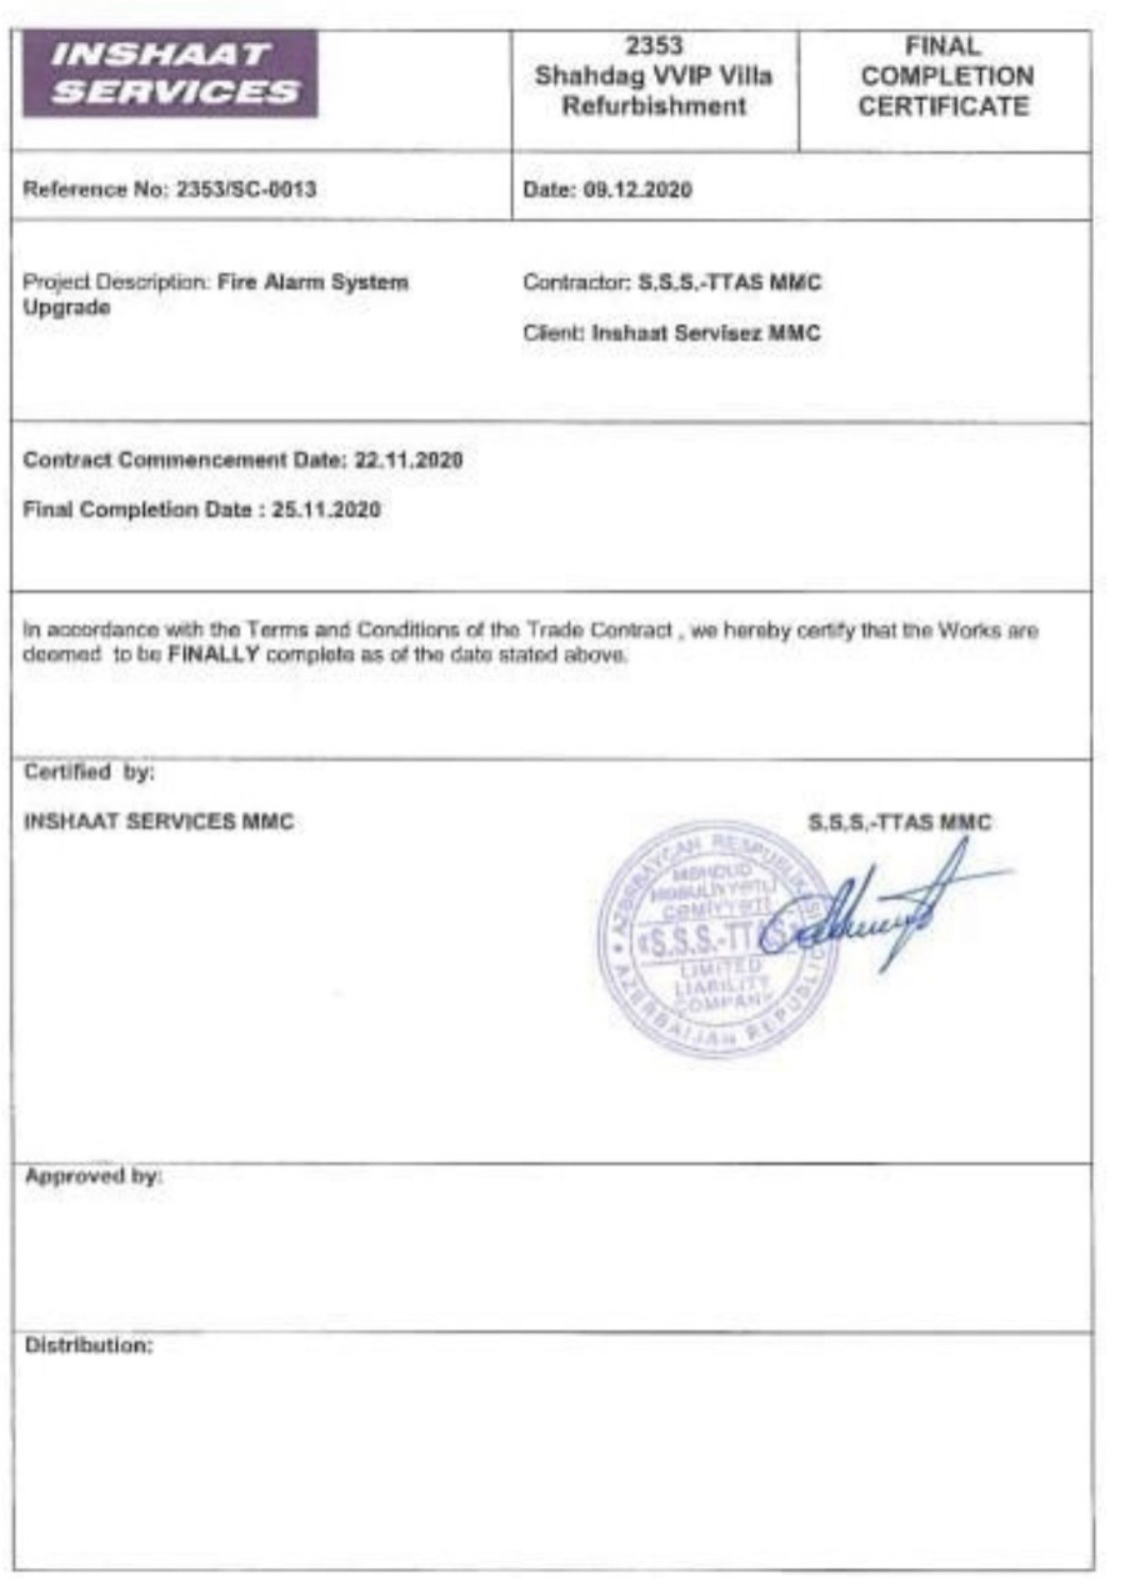 INSHAAT
SERVICES
2353
Shahdag VVIP Villa
Refurbishment
FINAL
COMPLETION
CERTIFICATE
Reference No: 2353/SC-0013
Date: 09.12.2020
Project Description: Fire Alarm System
Upgrade
Contractor: S.S.S.-TTAS MMC
Client: Inshaat Servisez MMC
Contract Commencement Date: 22.11.2020
Final Completion Date : 25.11.2020
In accordance with the Terms and Conditions of the Trade Contract , we hereby certify that the Works are
deemed to be FINALLY complete as of the date stated above.
Certified by:
INSHAAT SERVICES MMC
S.S.S.-TTAS MMC
AZƏRBAYCAN RESPUBLİKASI
MƏHDUD
MƏSULİYYƏTLİ
CƏMİYYƏTİ
«S.S.S.-TTAS»
LIMITED
LIABILITY
COMPANY
AZERBAIJAN REPUBLIC
Approved by:
Distribution: